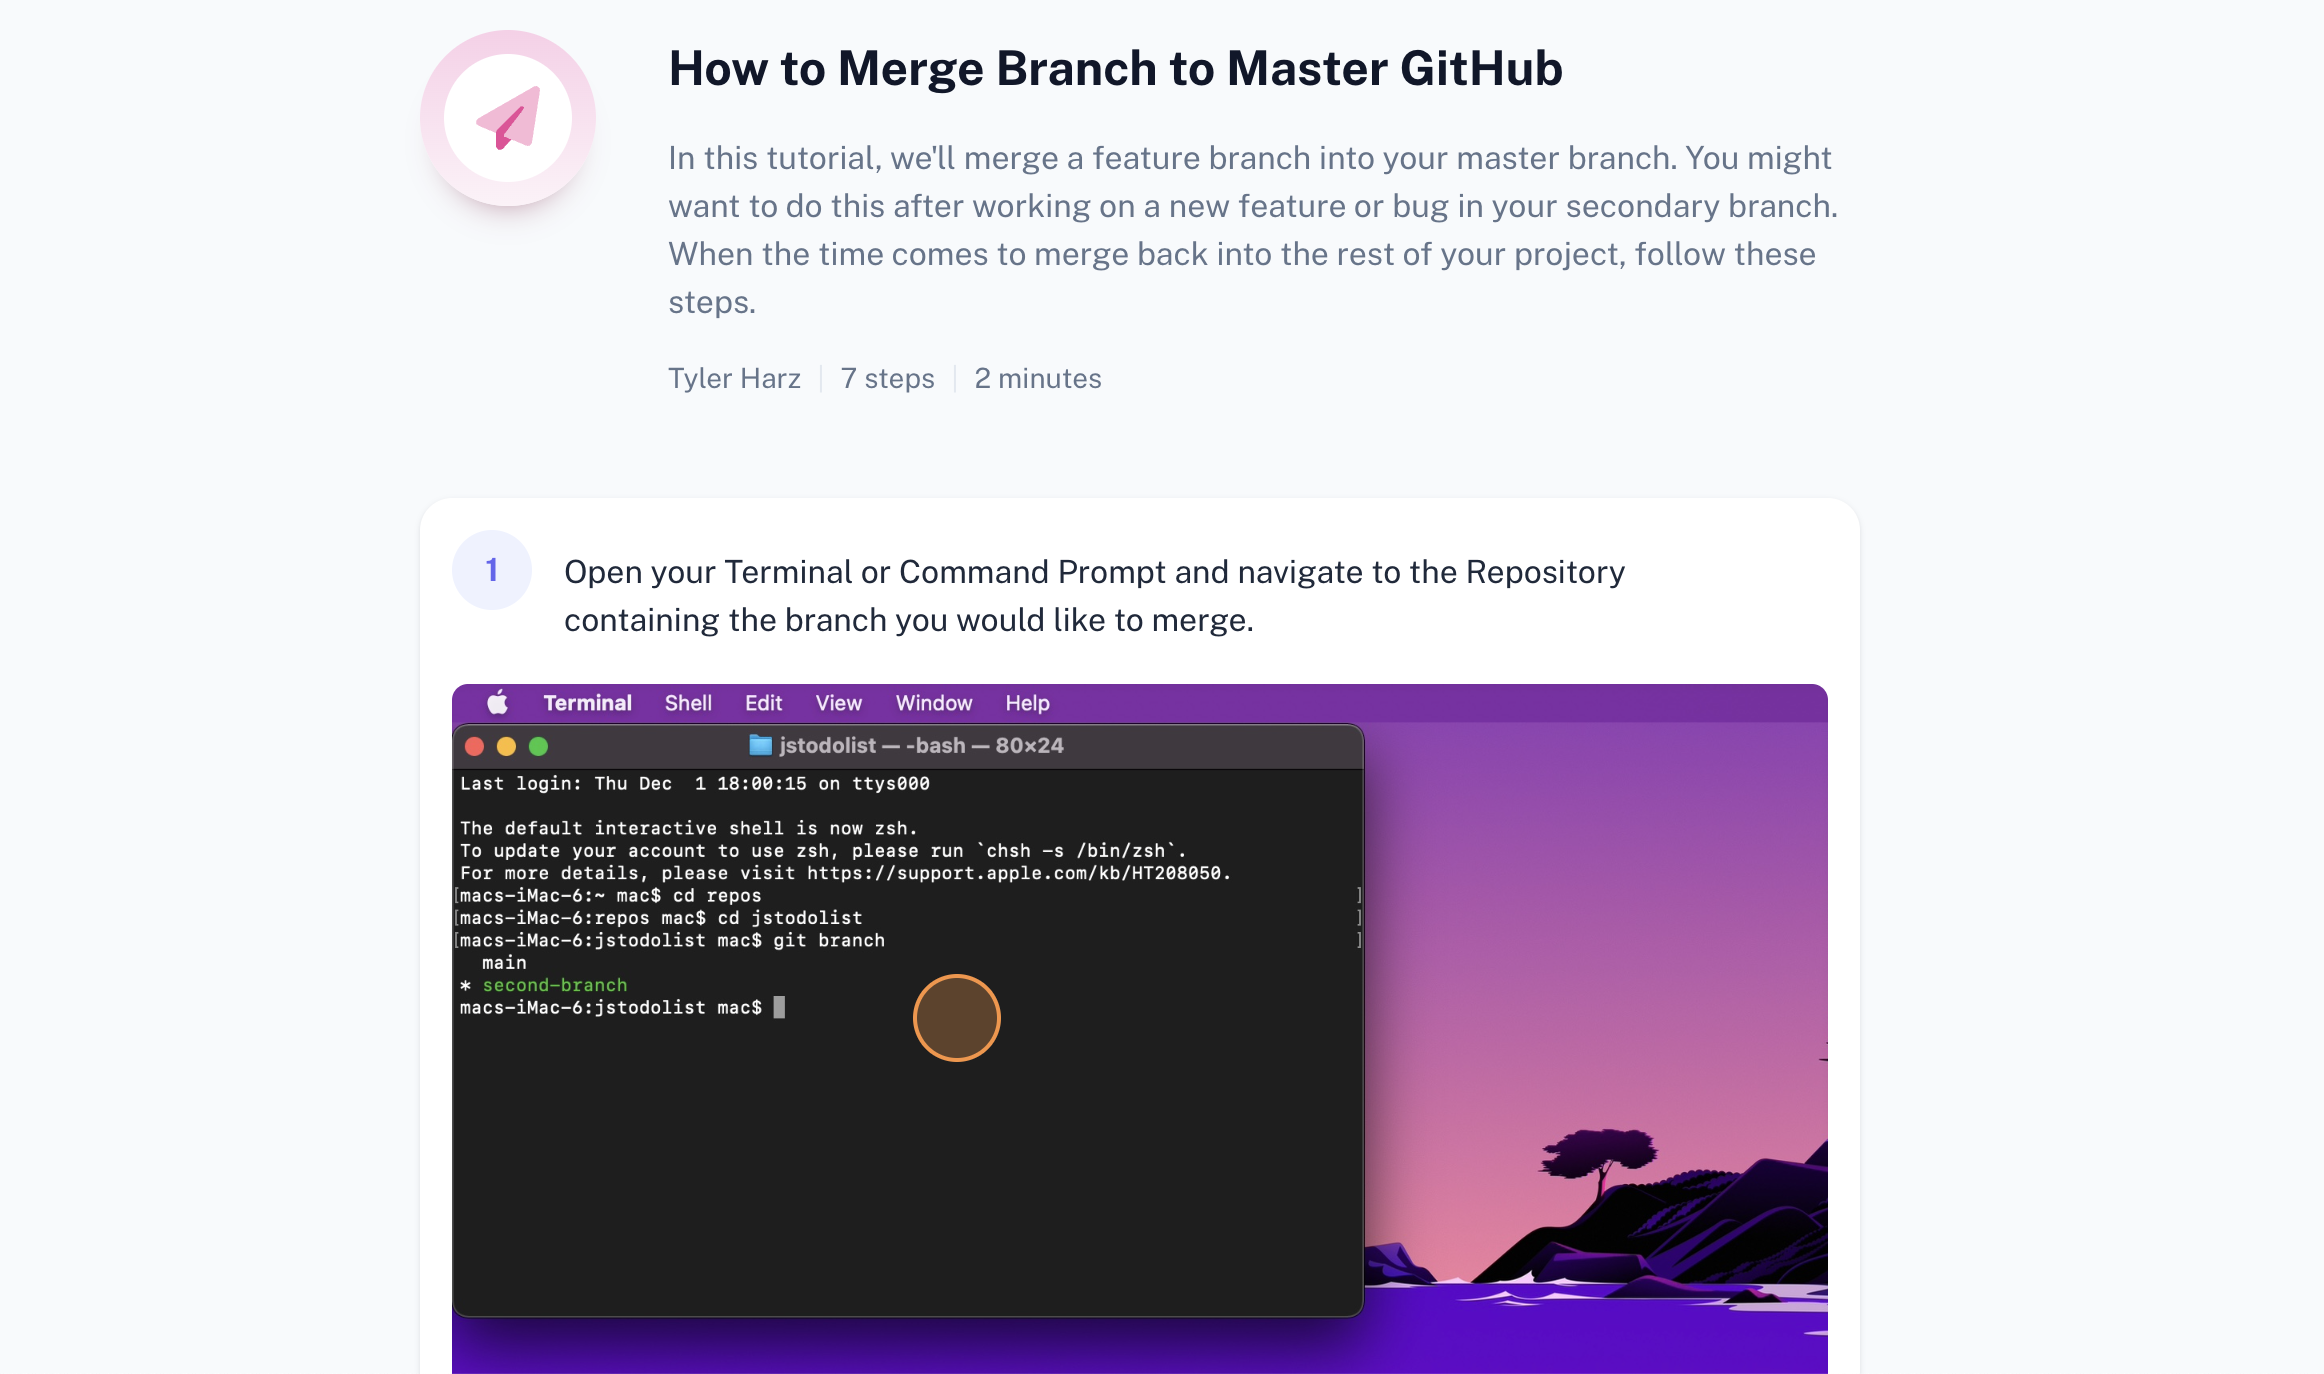 How to Merge Branch to Master GitHub
In this tutorial, we'll merge a feature branch into your master branch. You might
want to do this after working on a new feature or bug in your secondary branch.
When the time comes to merge back into the rest of your project, follow these
steps.
Tyler Harz | 7 steps | 2 minutes
1
Open your Terminal or Command Prompt and navigate to the Repository
containing the branch you would like to merge.
Terminal Shell Edit View Window Help
jstodolist — -bash — 80×24
Last login: Thu Dec  1 18:00:15 on ttys000
The default interactive shell is now zsh.
To update your account to use zsh, please run `chsh -s /bin/zsh`.
For more details, please visit https://support.apple.com/kb/HT208050.
[macs-iMac-6:~ mac$ cd repos ]
[macs-iMac-6:repos mac$ cd jstodolist ]
[macs-iMac-6:jstodolist mac$ git branch ]
main
* second-branch
macs-iMac-6:jstodolist mac$